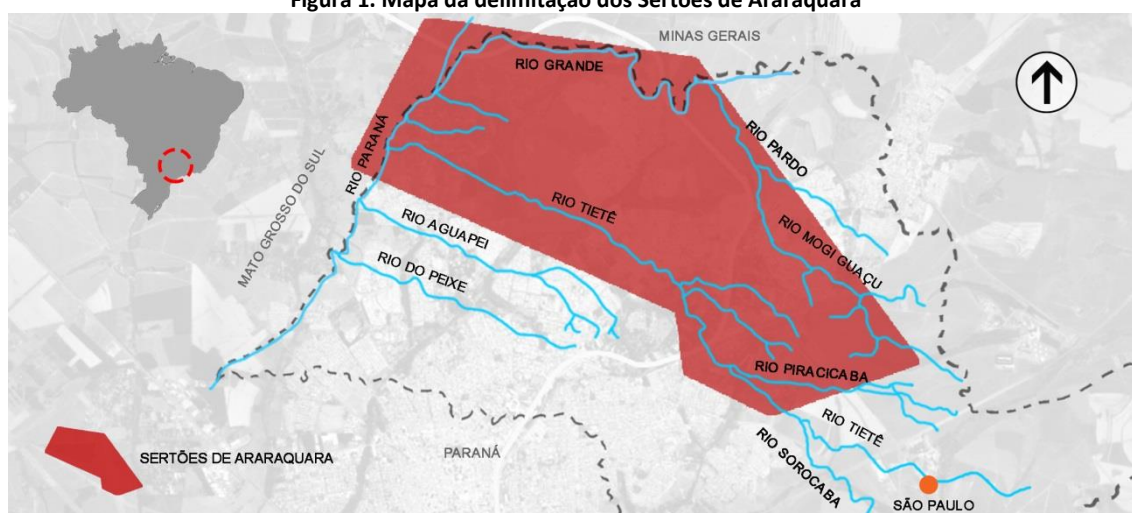 Figura 1: Mapa da delimitação dos Sertões de Araraquara
MINAS GERAIS
RIO GRANDE
RIO PARANÁ
RIO PARDO
MATO GROSSO DO SUL
RIO TIETÊ
RIO AGUAPEI
RIO MOGI GUAÇU
RIO DO PEIXE
RIO PIRACICABA
RIO TIETÊ
SERTÕES DE ARARAQUARA
PARANÁ
RIO SOROCABA
SÃO PAULO